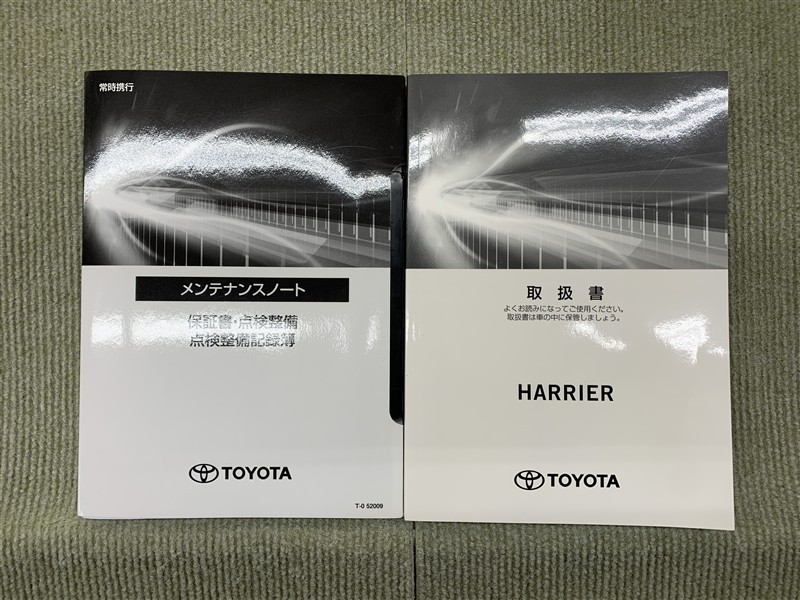 常時携行
メンテナンスノート
保証書・点検整備
点検整備記録簿
TOYOTA
T-0 52009
取扱書
よくお読みになってご使用ください。
取扱書は車の中に保管しましょう。
HARRIER
TOYOTA